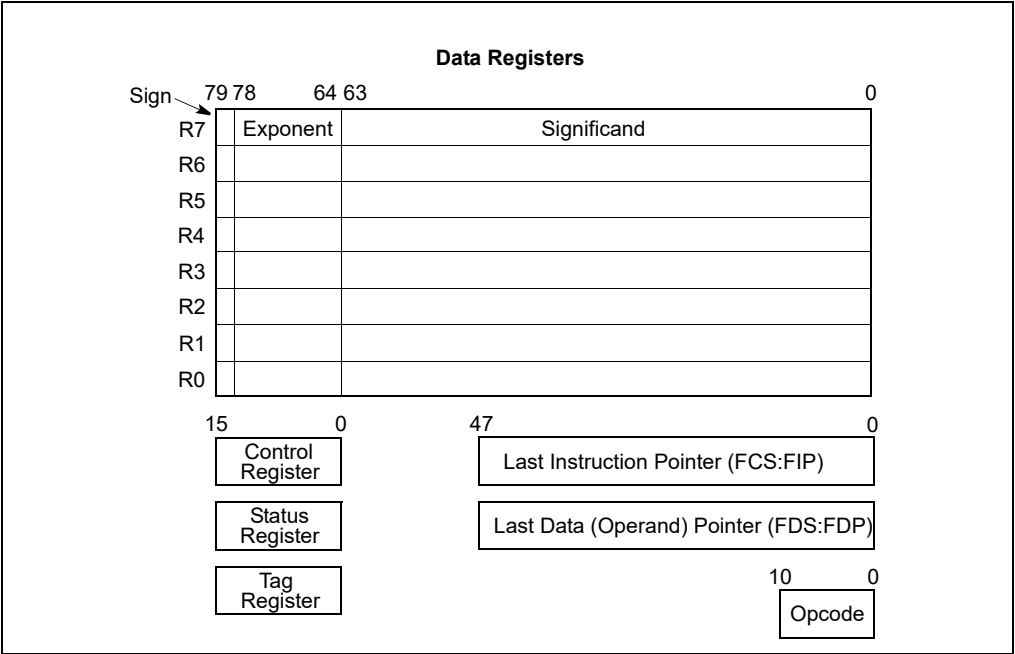 Data Registers
Sign 79 78 64 63 0
R7 Exponent Significand
R6
R5
R4
R3
R2
R1
R0
15 0 47 0
Control
Register
Last Instruction Pointer (FCS:FIP)
Status
Register
Last Data (Operand) Pointer (FDS:FDP)
Tag
Register
10 0
Opcode